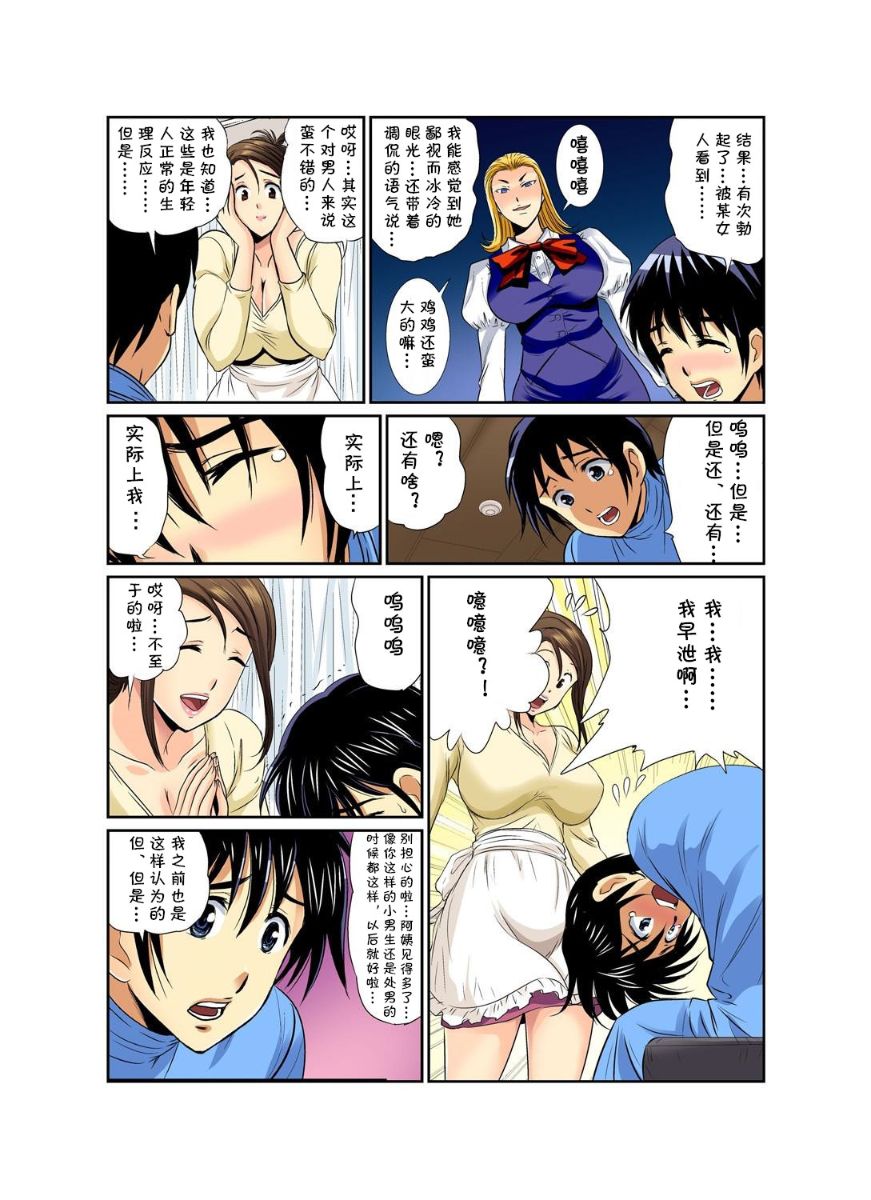 结果…有次勃
起了…被某女
人看到……
嘻嘻嘻
我能感觉到她
鄙视而冰冷的
眼光…还带着
调侃的语气说…
鸡鸡还蛮
大的嘛…
哎呀…其实这
个对男人来说
蛮不错的…
我也知道…
这些是年轻
人正常的生
理反应……
但是……
呜呜…但是…
但是还、还有…
嗯？
还有啥？
实际上…
实际上我…
我…我……
我早泄啊…
噫噫噫？！
呜呜呜
哎呀…不至
于的啦…
别担心的啦…阿姨见得多了…
像你这样的小男生还是处男的
时候都这样，以后就好啦…
我之前也是
这样认为的
但、但是…